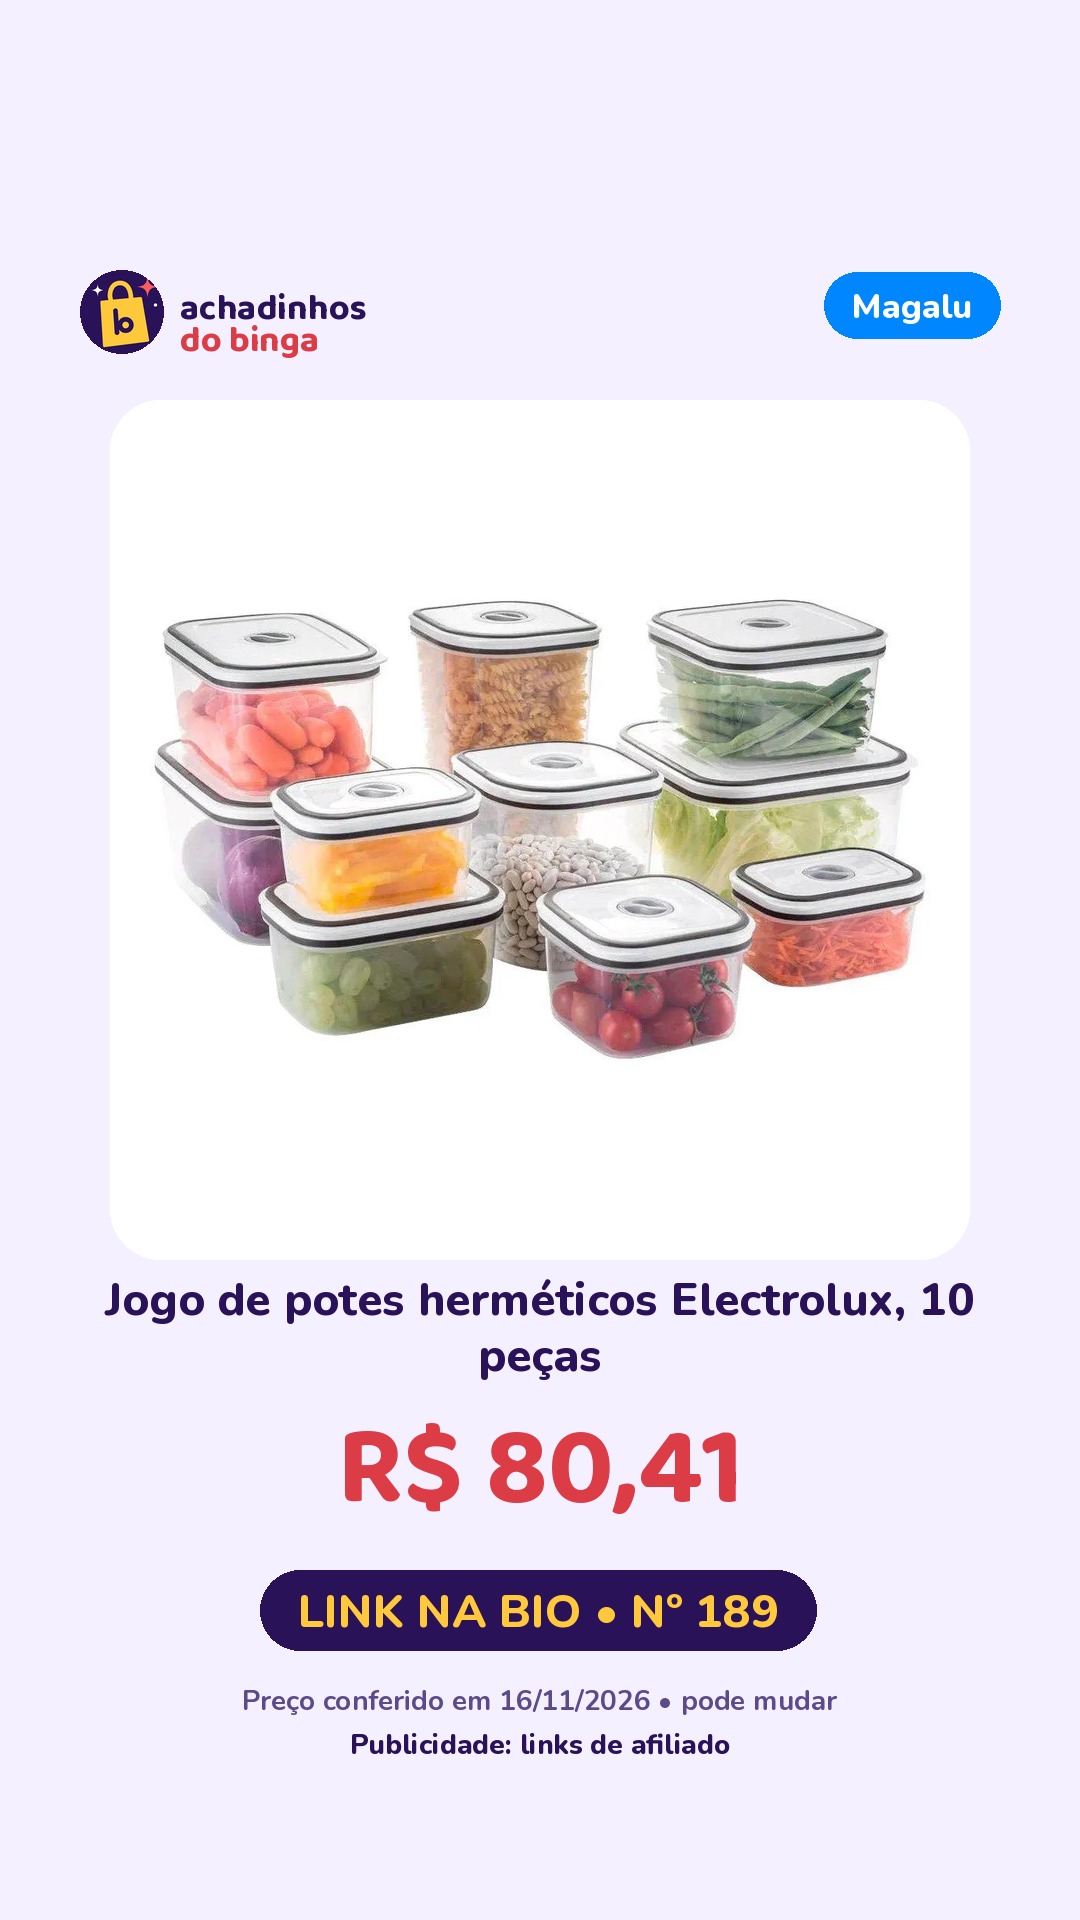 b
achadinhos
do binga
Magalu
Jogo de potes herméticos Electrolux, 10
peças
R$ 80,41
LINK NA BIO • Nº 189
Preço conferido em 16/11/2026 • pode mudar
Publicidade: links de afiliado